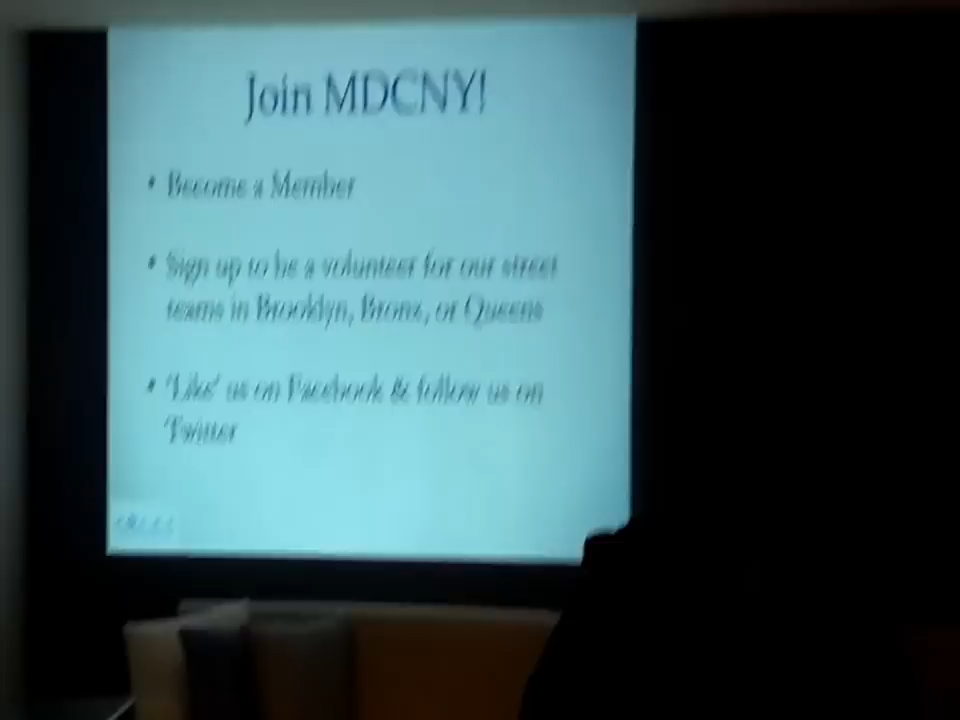 Join MDCNY!
• Become a Member
• Sign up to be a volunteer for our street
teams in Brooklyn, Bronx, or Queens
• 'Like' us on Facebook & follow us on
Twitter